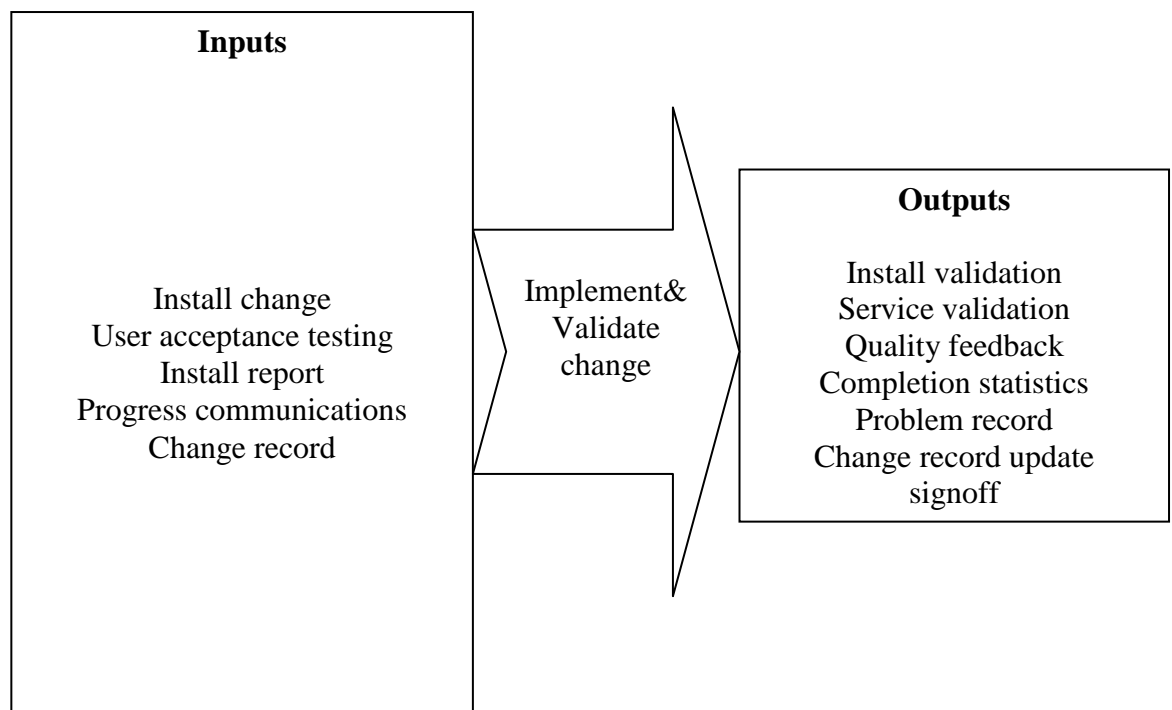 Inputs
Install change
User acceptance testing
Install report
Progress communications
Change record
Implement&
Validate
change
Outputs
Install validation
Service validation
Quality feedback
Completion statistics
Problem record
Change record update
signoff